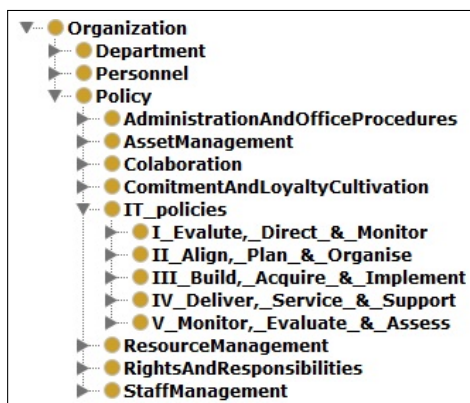 Organization
Department
Personnel
Policy
AdministrationAndOfficeProcedures
AssetManagement
Colaboration
ComitmentAndLoyaltyCultivation
IT_policies
I_Evalute,_Direct_&_Monitor
II_Align,_Plan_&_Organise
III_Build,_Acquire_&_Implement
IV_Deliver,_Service_&_Support
V_Monitor,_Evaluate_&_Assess
ResourceManagement
RightsAndResponsibilities
StaffManagement